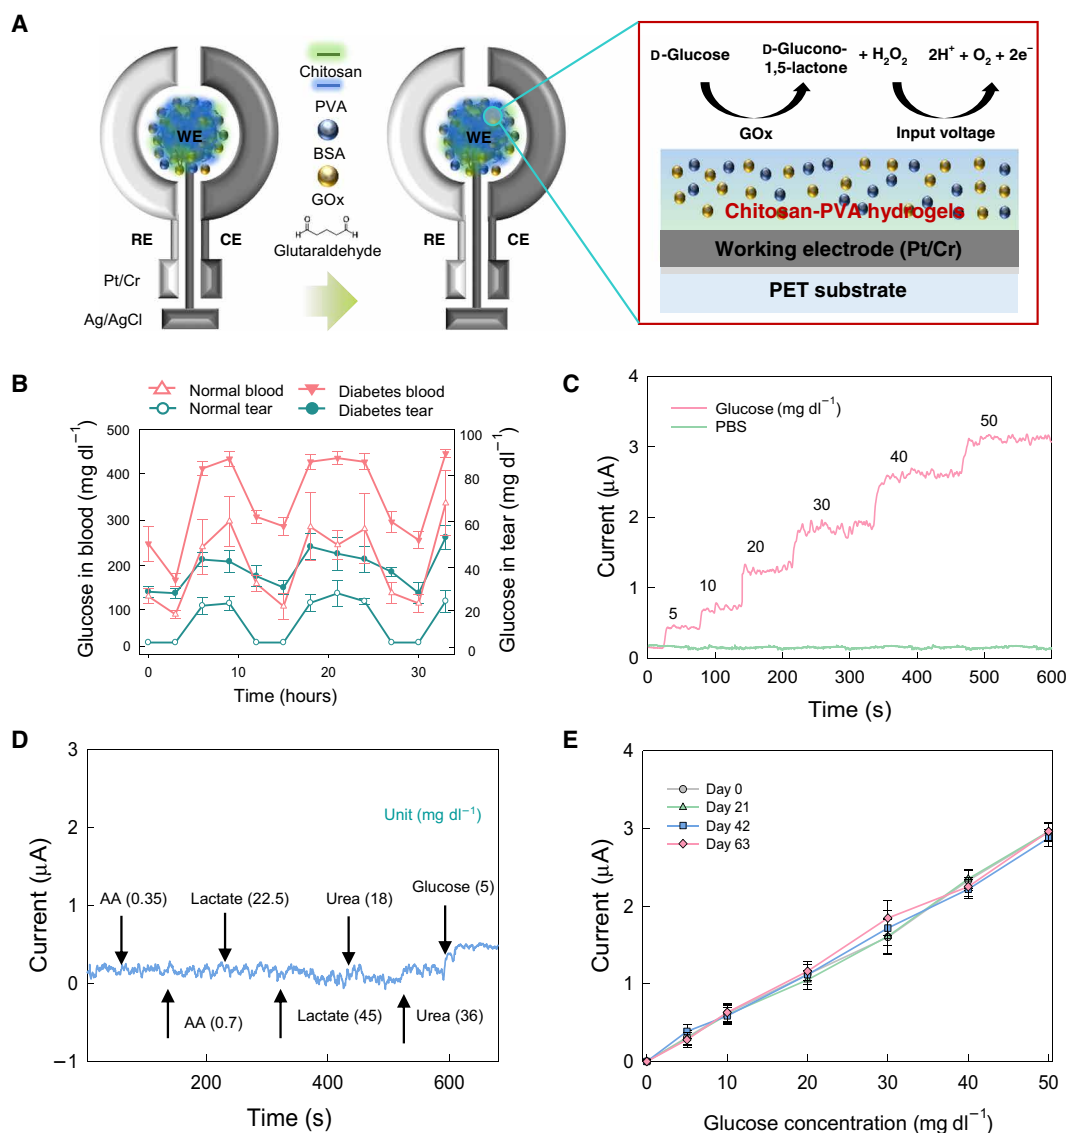 A
Chitosan
PVA
BSA
GOx
H H
O O
Glutaraldehyde
WE
RE
CE
Pt/Cr
Ag/AgCl
WE
RE
CE
D-Glucose
D-Glucono-
1,5-lactone
+ H₂O₂
2H⁺ + O₂ + 2e⁻
GOx
Input voltage
Chitosan-PVA hydrogels
Working electrode (Pt/Cr)
PET substrate
B
Normal blood
Diabetes blood
Normal tear
Diabetes tear
Glucose in blood (mg dl⁻¹)
500
400
300
200
100
0
Glucose in tear (mg dl⁻¹)
100
80
60
40
20
0
0 10 20 30
Time (hours)
C
Glucose (mg dl⁻¹)
PBS
Current (μA)
4
3
2
1
0
5
10
20
30
40
50
0 100 200 300 400 500 600
Time (s)
D
Unit (mg dl⁻¹)
Current (μA)
3
2
1
0
−1
AA (0.35)
Lactate (22.5)
Urea (18)
Glucose (5)
AA (0.7)
Lactate (45)
Urea (36)
200 400 600
Time (s)
E
Day 0
Day 21
Day 42
Day 63
Current (μA)
4
3
2
1
0
0 10 20 30 40 50
Glucose concentration (mg dl⁻¹)